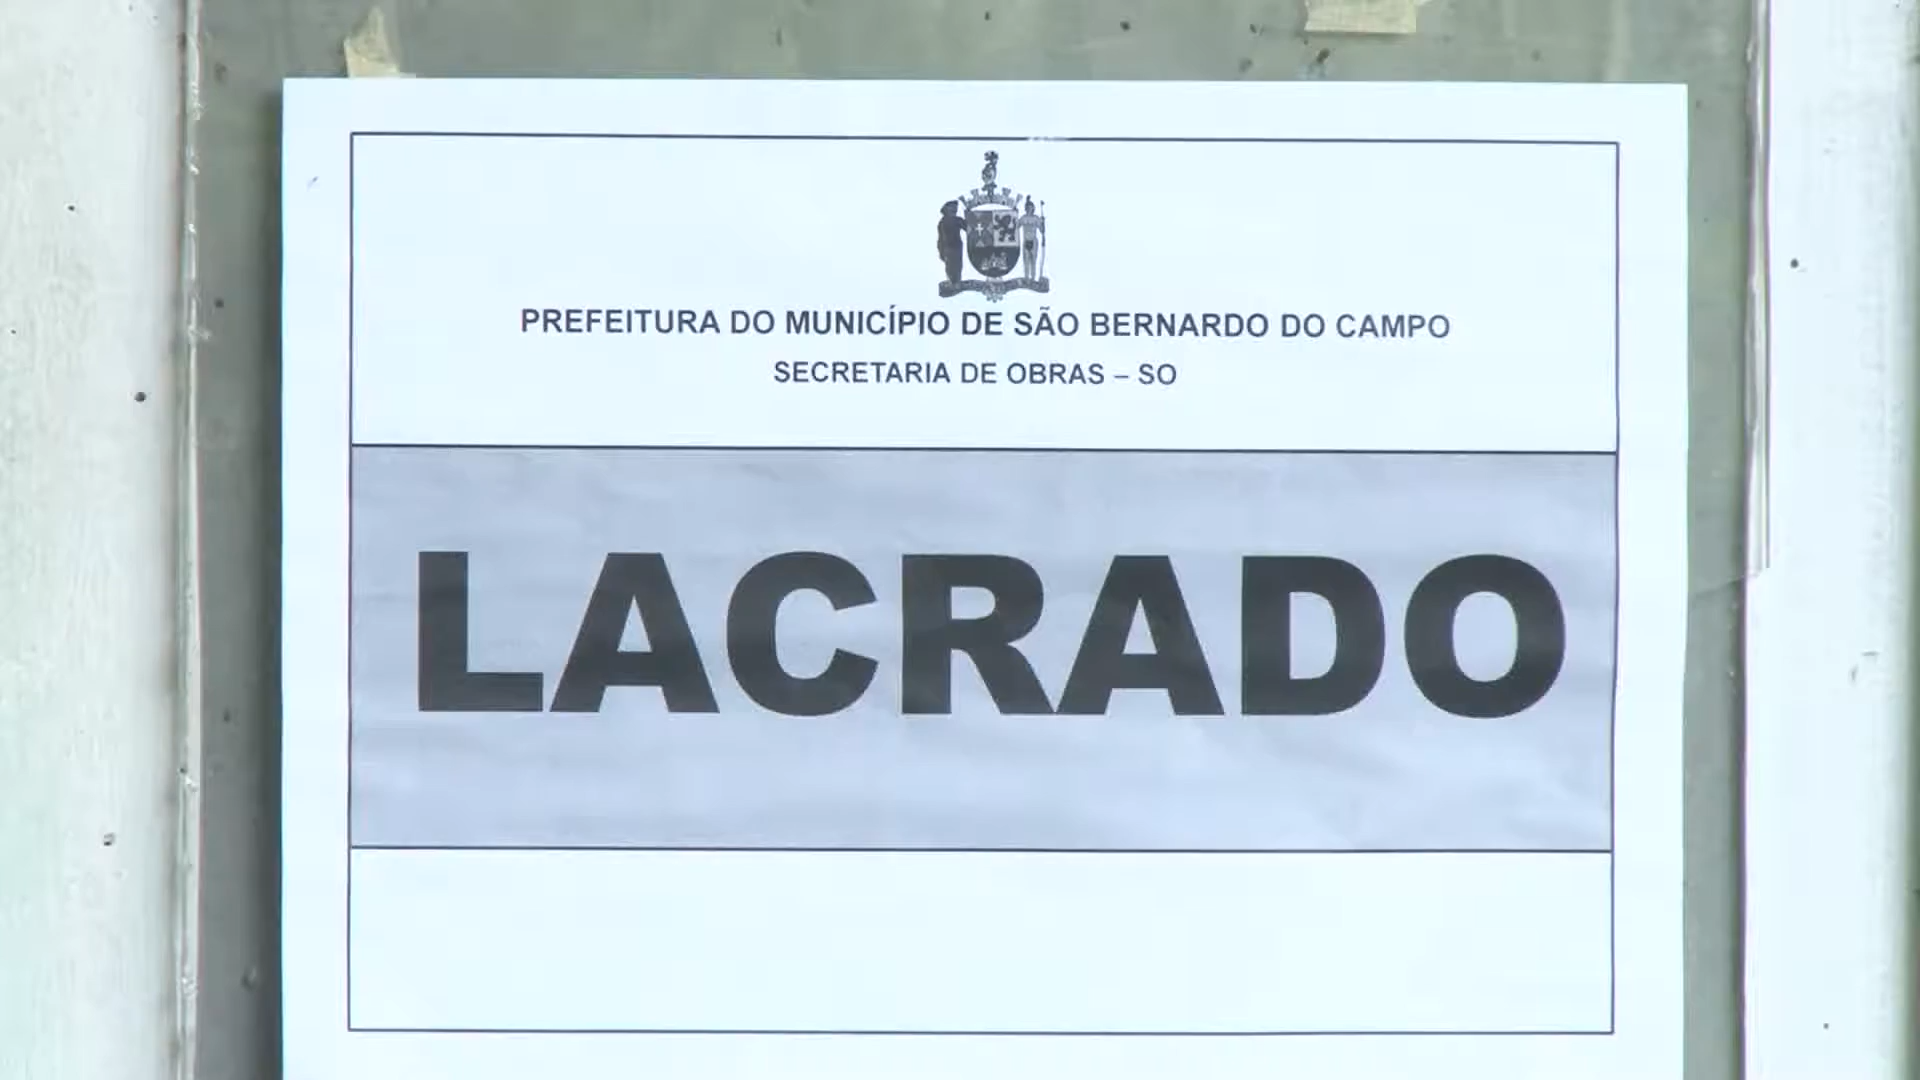 PREFEITURA DO MUNICÍPIO DE SÃO BERNARDO DO CAMPO
SECRETARIA DE OBRAS – SO
LACRADO